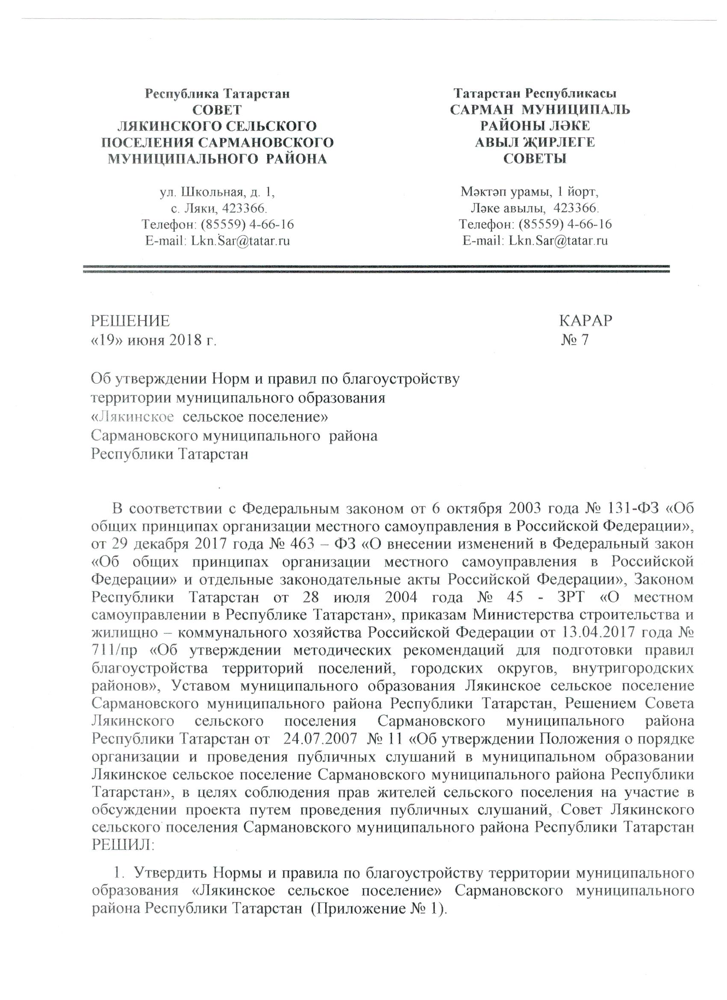 Республика Татарстан
СОВЕТ
ЛЯКИНСКОГО СЕЛЬСКОГО
ПОСЕЛЕНИЯ САРМАНОВСКОГО
МУНИЦИПАЛЬНОГО РАЙОНА
ул. Школьная, д. 1,
с. Ляки, 423366.
Телефон: (85559) 4-66-16
E-mail: Lkn.Sar@tatar.ru
Татарстан Республикасы
САРМАН МУНИЦИПАЛЬ
РАЙОНЫ ЛӘКЕ
АВЫЛ ҖИРЛЕГЕ
СОВЕТЫ
Мәктәп урамы, 1 йорт,
Ләке авылы, 423366.
Телефон: (85559) 4-66-16
E-mail: Lkn.Sar@tatar.ru
РЕШЕНИЕ КАРАР
«19» июня 2018 г. № 7
Об утверждении Норм и правил по благоустройству
территории муниципального образования
«Лякинское сельское поселение»
Сармановского муниципального района
Республики Татарстан
В соответствии с Федеральным законом от 6 октября 2003 года № 131-ФЗ «Об
общих принципах организации местного самоуправления в Российской Федерации»,
от 29 декабря 2017 года № 463 – ФЗ «О внесении изменений в Федеральный закон
«Об общих принципах организации местного самоуправления в Российской
Федерации» и отдельные законодательные акты Российской Федерации», Законом
Республики Татарстан от 28 июля 2004 года № 45 - ЗРТ «О местном
самоуправлении в Республике Татарстан», приказам Министерства строительства и
жилищно – коммунального хозяйства Российской Федерации от 13.04.2017 года №
711/пр «Об утверждении методических рекомендаций для подготовки правил
благоустройства территорий поселений, городских округов, внутригородских
районов», Уставом муниципального образования Лякинское сельское поселение
Сармановского муниципального района Республики Татарстан, Решением Совета
Лякинского сельского поселения Сармановского муниципального района
Республики Татарстан от 24.07.2007 № 11 «Об утверждении Положения о порядке
организации и проведения публичных слушаний в муниципальном образовании
Лякинское сельское поселение Сармановского муниципального района Республики
Татарстан», в целях соблюдения прав жителей сельского поселения на участие в
обсуждении проекта путем проведения публичных слушаний, Совет Лякинского
сельского поселения Сармановского муниципального района Республики Татарстан
РЕШИЛ:
1. Утвердить Нормы и правила по благоустройству территории муниципального
образования «Лякинское сельское поселение» Сармановского муниципального
района Республики Татарстан (Приложение № 1).